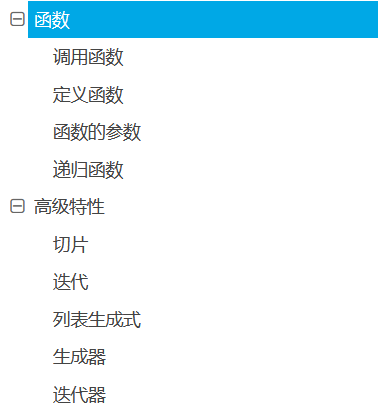 函数
调用函数
定义函数
函数的参数
递归函数
高级特性
切片
迭代
列表生成式
生成器
迭代器